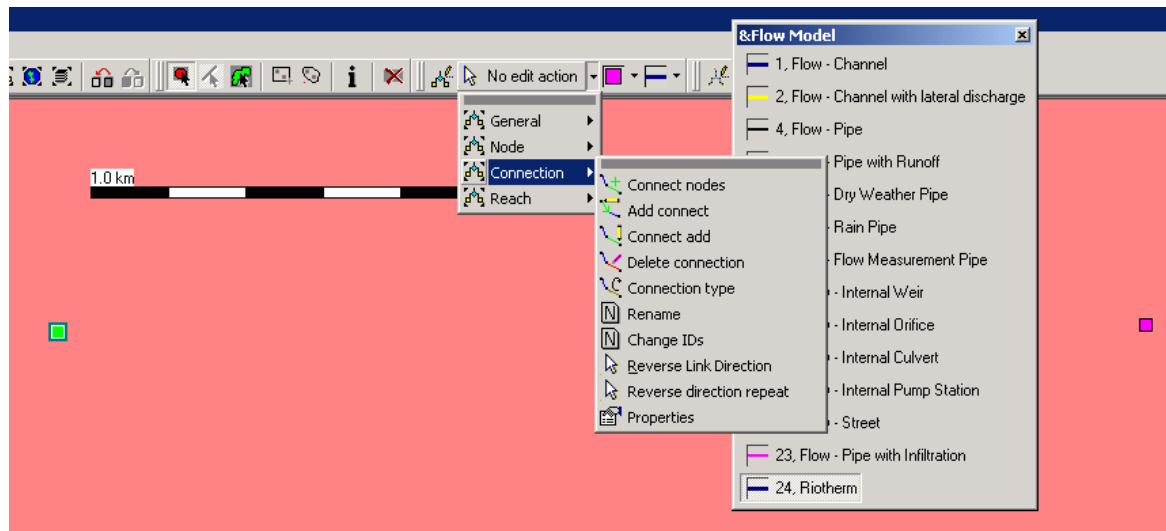 &Flow Model
1, Flow - Channel
No edit action
2, Flow - Channel with lateral discharge
General
4, Flow - Pipe
Node
Pipe with Runoff
Connection
1.0 km
Connect nodes
Dry Weather Pipe
Reach
Add connect
Rain Pipe
Connect add
Delete connection
Flow Measurement Pipe
Connection type
- Internal Weir
Rename
- Internal Orifice
Change IDs
- Internal Culvert
Reverse Link Direction
Reverse direction repeat
- Internal Pump Station
Properties
- Street
23, Flow - Pipe with Infiltration
24, Riotherm